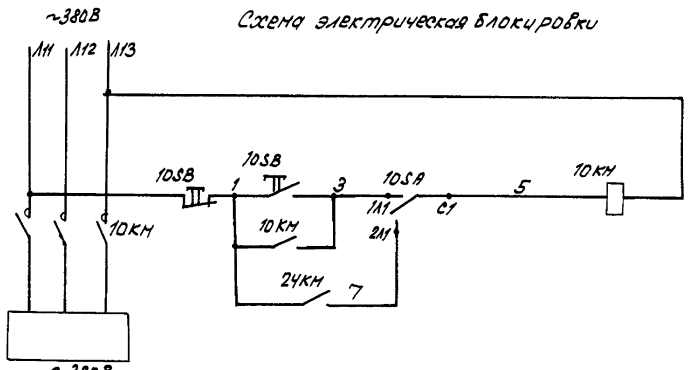 ~380В
Схема электрическая блокировки
Л11 Л12 Л13
10SB
1
10SB
3
10SA
1Л1
С1
5
10КМ
10КМ
10КМ
2Л1
24КМ
7
~380В